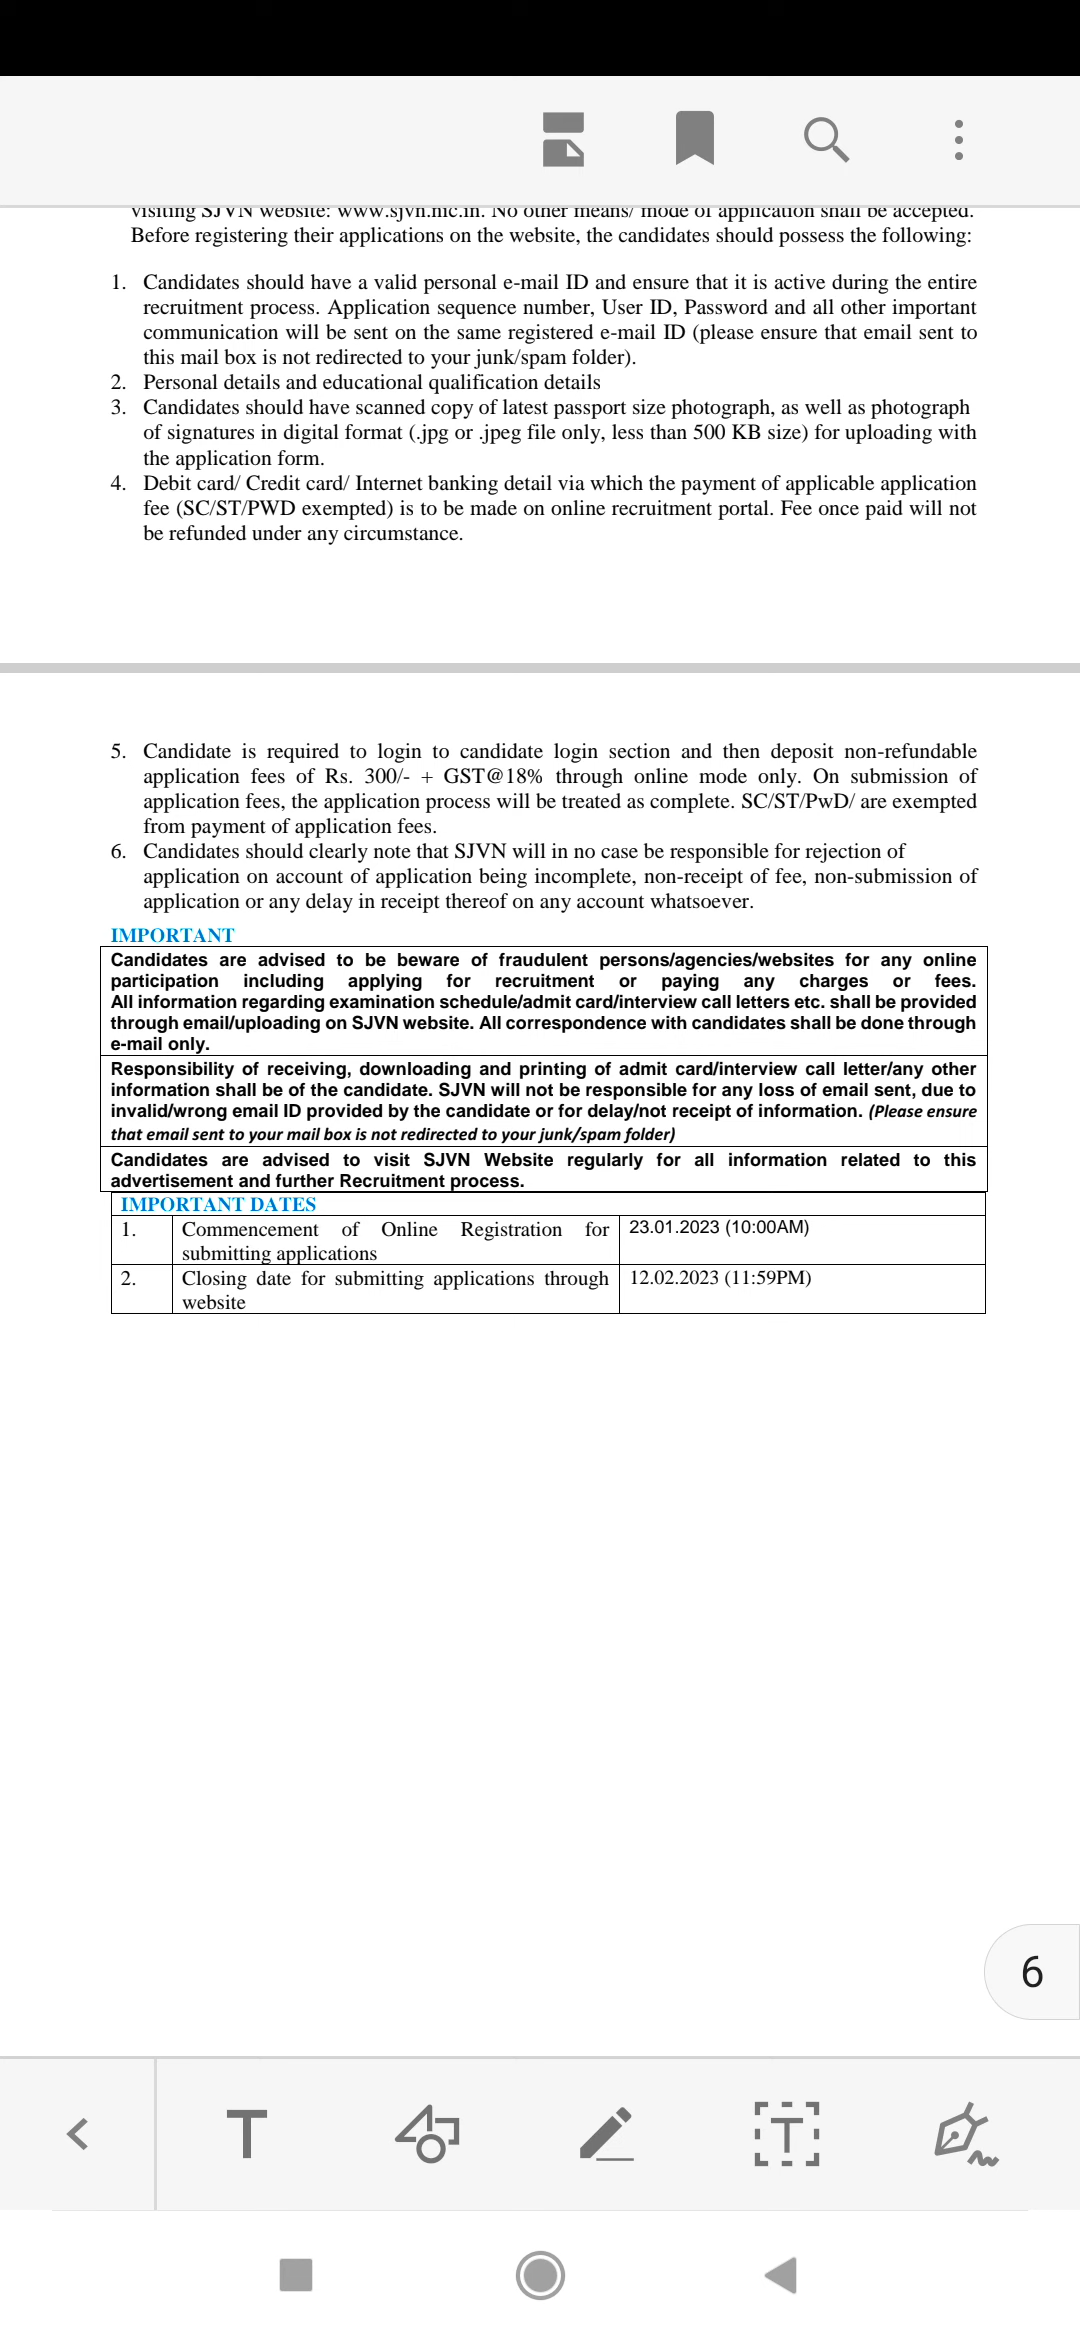 visiting SJVN website: www.sjvn.nic.in. No other means/ mode of application shall be accepted.
Before registering their applications on the website, the candidates should possess the following:
1. Candidates should have a valid personal e-mail ID and ensure that it is active during the entire
recruitment process. Application sequence number, User ID, Password and all other important
communication will be sent on the same registered e-mail ID (please ensure that email sent to
this mail box is not redirected to your junk/spam folder).
2. Personal details and educational qualification details
3. Candidates should have scanned copy of latest passport size photograph, as well as photograph
of signatures in digital format (.jpg or .jpeg file only, less than 500 KB size) for uploading with
the application form.
4. Debit card/ Credit card/ Internet banking detail via which the payment of applicable application
fee (SC/ST/PWD exempted) is to be made on online recruitment portal. Fee once paid will not
be refunded under any circumstance.
5. Candidate is required to login to candidate login section and then deposit non-refundable
application fees of Rs. 300/- + GST@18% through online mode only. On submission of
application fees, the application process will be treated as complete. SC/ST/PwD/ are exempted
from payment of application fees.
6. Candidates should clearly note that SJVN will in no case be responsible for rejection of
application on account of application being incomplete, non-receipt of fee, non-submission of
application or any delay in receipt thereof on any account whatsoever.
IMPORTANT
Candidates are advised to be beware of fraudulent persons/agencies/websites for any online
participation including applying for recruitment or paying any charges or fees.
All information regarding examination schedule/admit card/interview call letters etc. shall be provided
through email/uploading on SJVN website. All correspondence with candidates shall be done through
e-mail only.
Responsibility of receiving, downloading and printing of admit card/interview call letter/any other
information shall be of the candidate. SJVN will not be responsible for any loss of email sent, due to
invalid/wrong email ID provided by the candidate or for delay/not receipt of information. (Please ensure
that email sent to your mail box is not redirected to your junk/spam folder)
Candidates are advised to visit SJVN Website regularly for all information related to this
advertisement and further Recruitment process.
IMPORTANT DATES
1. Commencement of Online Registration for 23.01.2023 (10:00AM)
submitting applications
2. Closing date for submitting applications through 12.02.2023 (11:59PM)
website
6